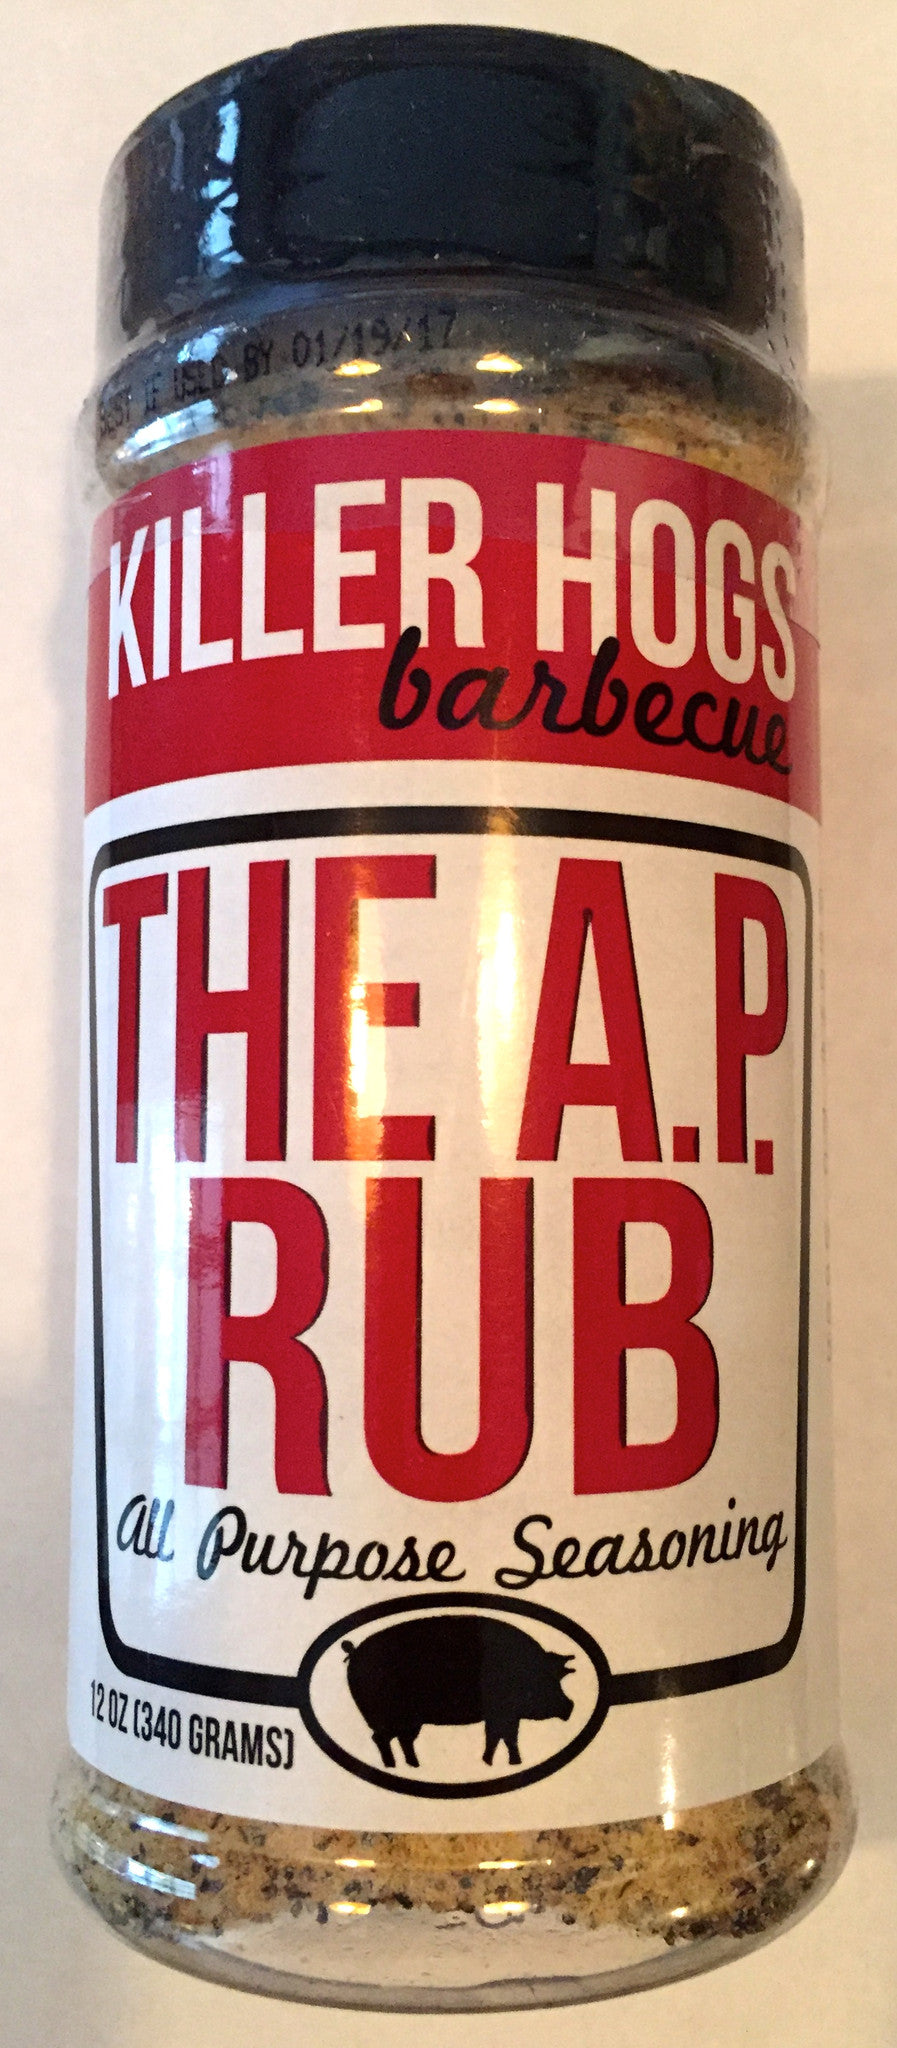 BEST IF USED BY 01/19/17
KILLER HOGS
barbecue
THE A.P.
RUB
All Purpose Seasoning
12 OZ (340 GRAMS)